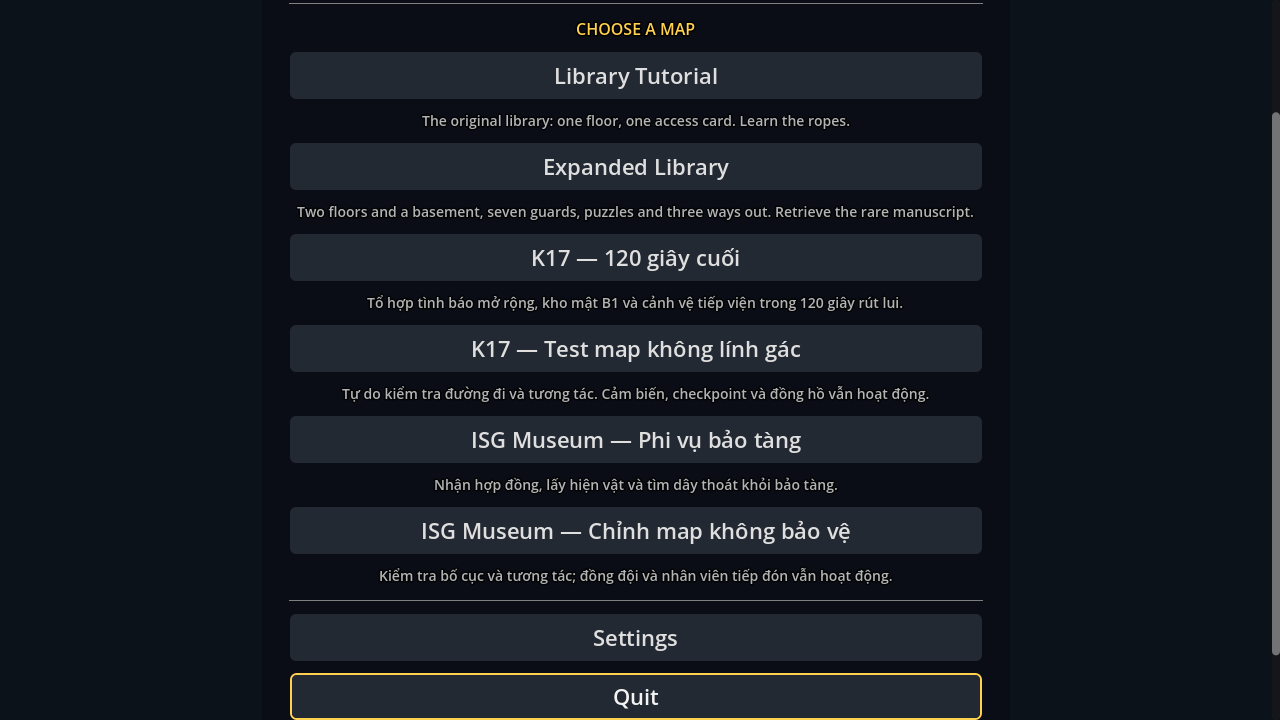 CHOOSE A MAP
Library Tutorial
The original library: one floor, one access card. Learn the ropes.
Expanded Library
Two floors and a basement, seven guards, puzzles and three ways out. Retrieve the rare manuscript.
K17 — 120 giây cuối
Tổ hợp tình báo mở rộng, kho mật B1 và cảnh vệ tiếp viện trong 120 giây rút lui.
K17 — Test map không lính gác
Tự do kiểm tra đường đi và tương tác. Cảm biến, checkpoint và đồng hồ vẫn hoạt động.
ISG Museum — Phi vụ bảo tàng
Nhận hợp đồng, lấy hiện vật và tìm dây thoát khỏi bảo tàng.
ISG Museum — Chỉnh map không bảo vệ
Kiểm tra bố cục và tương tác; đồng đội và nhân viên tiếp đón vẫn hoạt động.
Settings
Quit